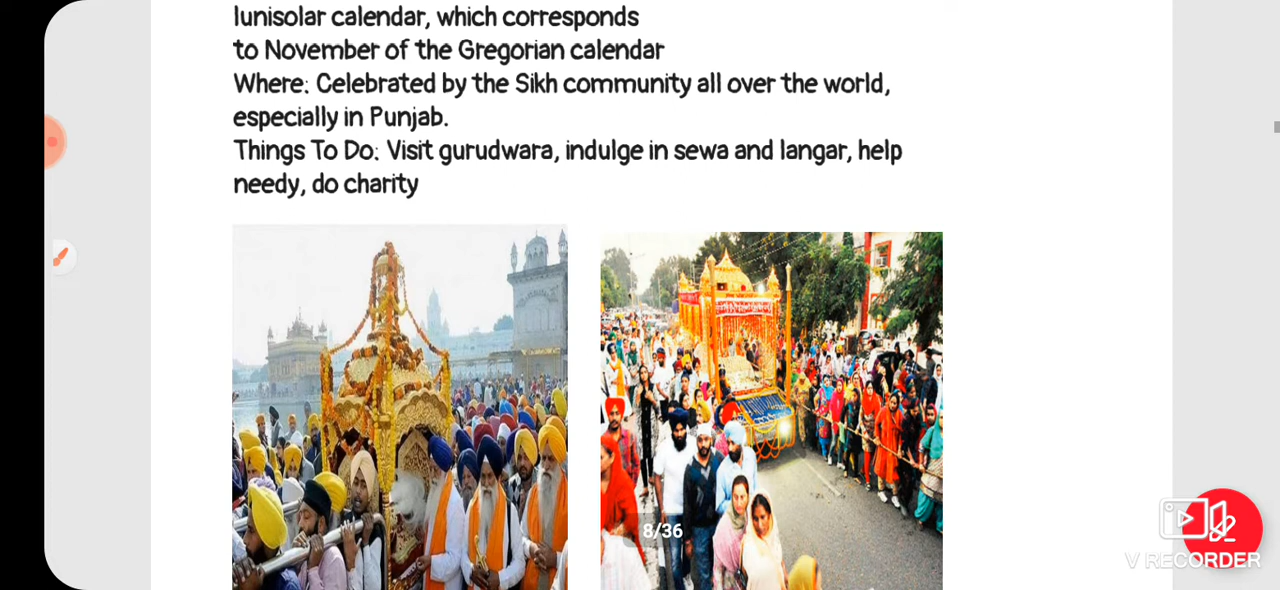 lunisolar calendar, which corresponds
to November of the Gregorian calendar
Where: Celebrated by the Sikh community all over the world,
especially in Punjab.
Things To Do: Visit gurudwara, indulge in sewa and langar, help
needy, do charity
8/36
V RECORDER